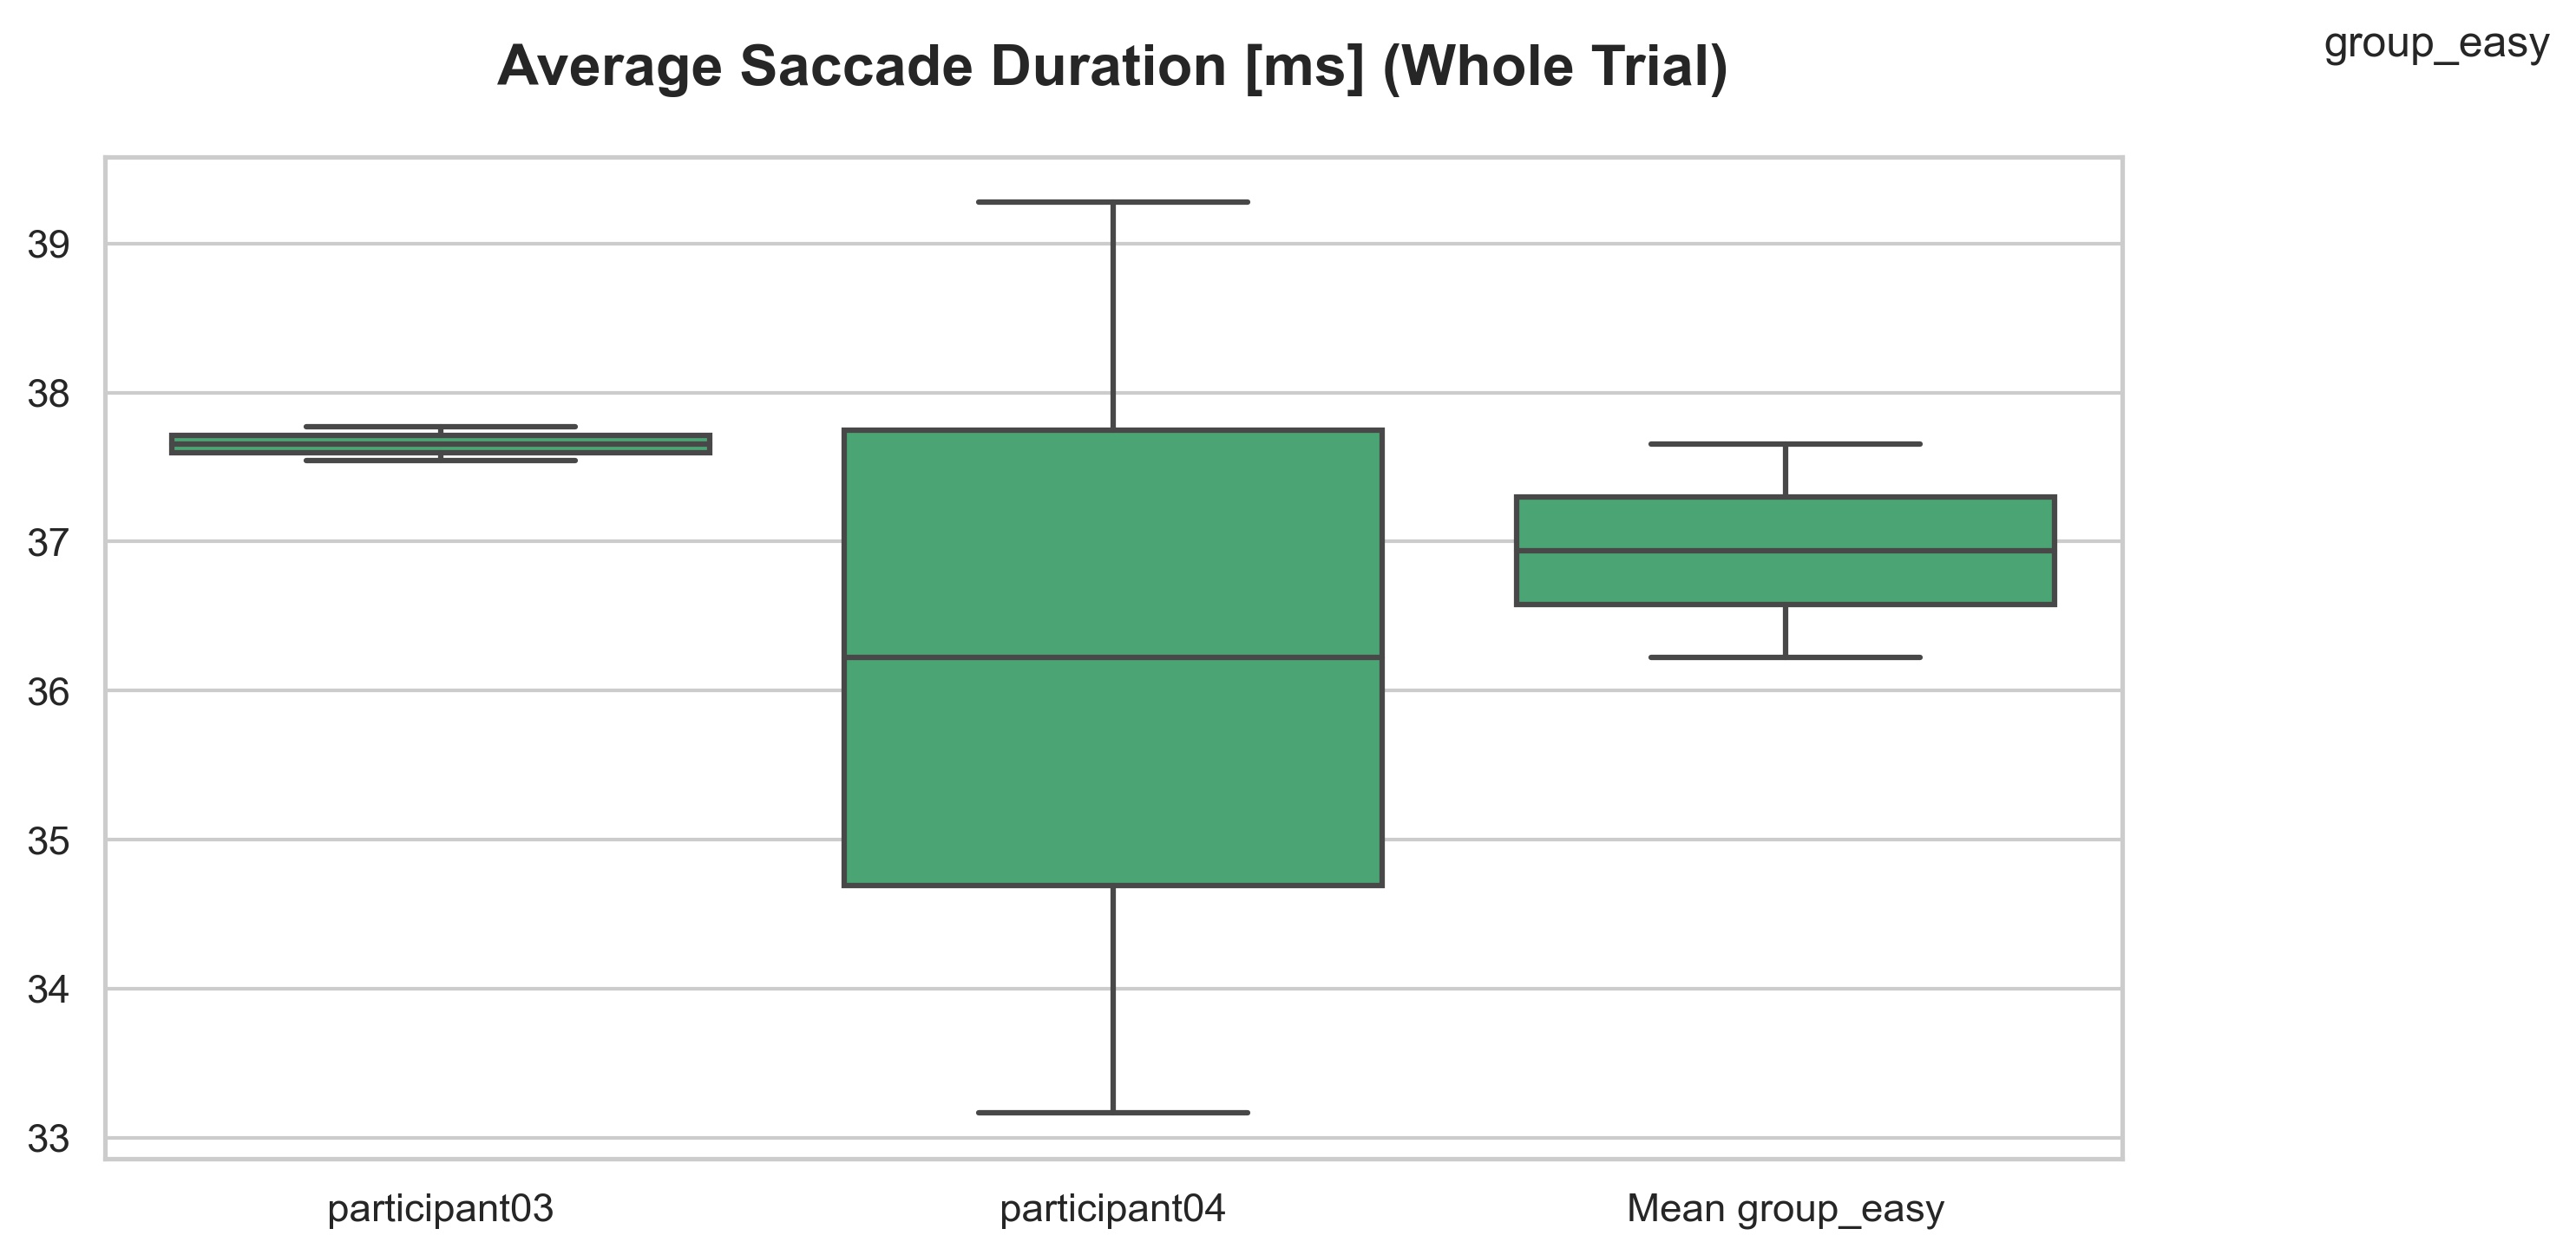 group_easy
Average Saccade Duration [ms] (Whole Trial)
39
38
37
36
35
34
33
participant03
participant04
Mean group_easy